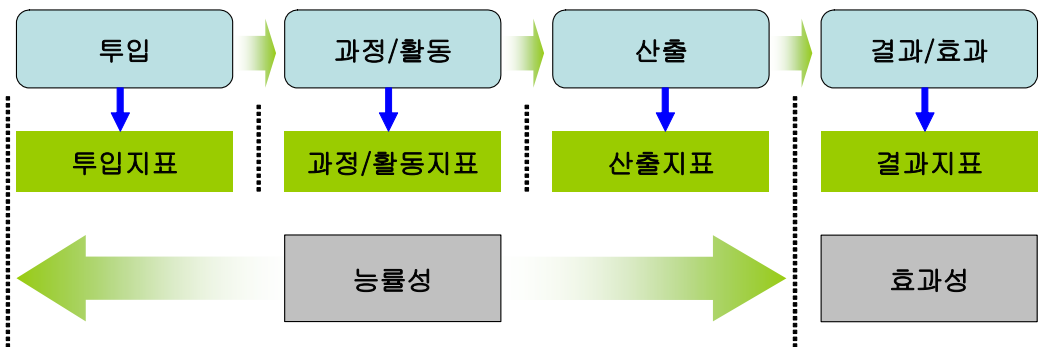 투입
과정/활동
산출
결과/효과
투입지표
과정/활동지표
산출지표
결과지표
능률성
효과성